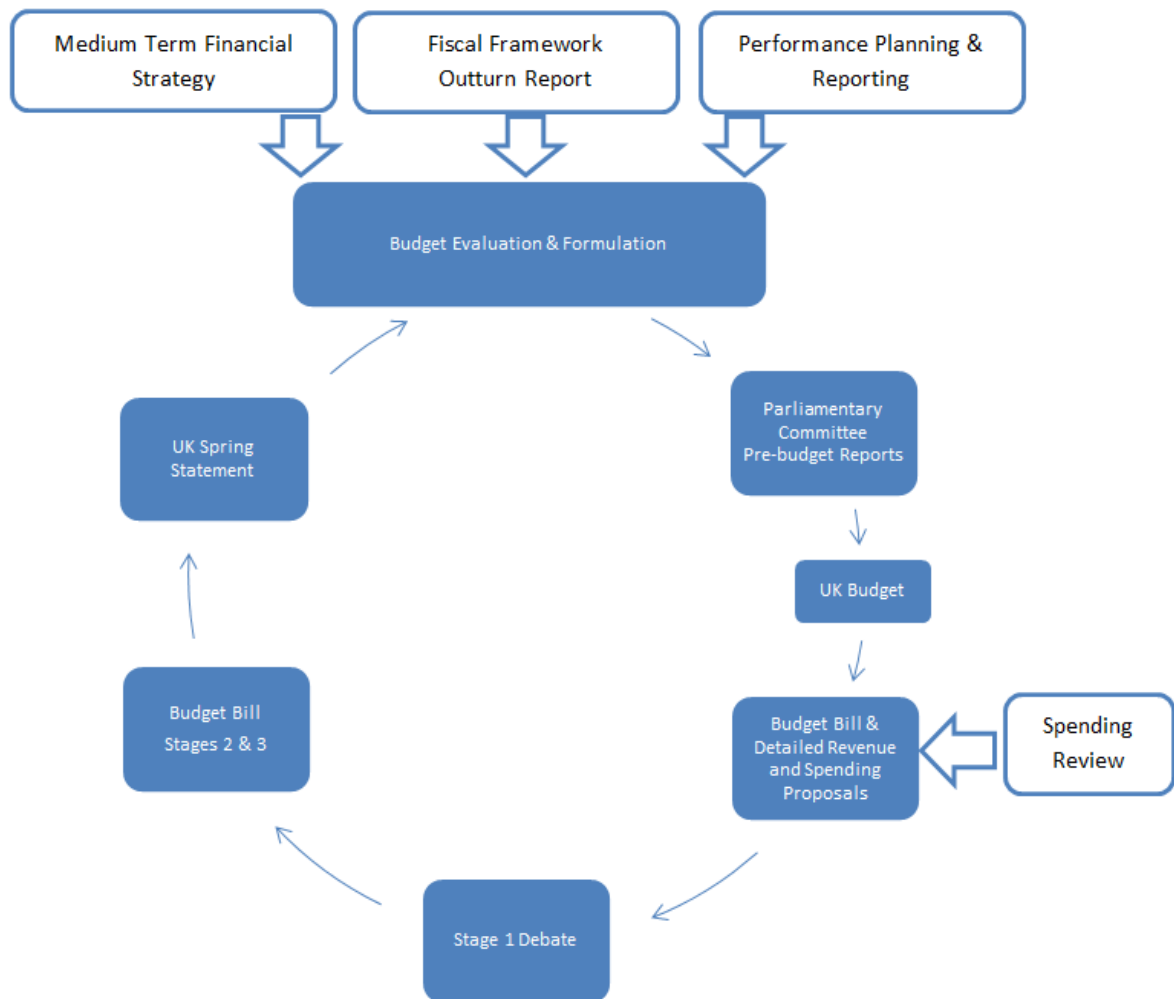 Medium Term Financial
Strategy
Fiscal Framework
Outturn Report
Performance Planning &
Reporting
Budget Evaluation & Formulation
Parliamentary
Committee
Pre-budget Reports
UK Budget
Budget Bill &
Detailed Revenue
and Spending
Proposals
Spending
Review
Stage 1 Debate
Budget Bill
Stages 2 & 3
UK Spring
Statement